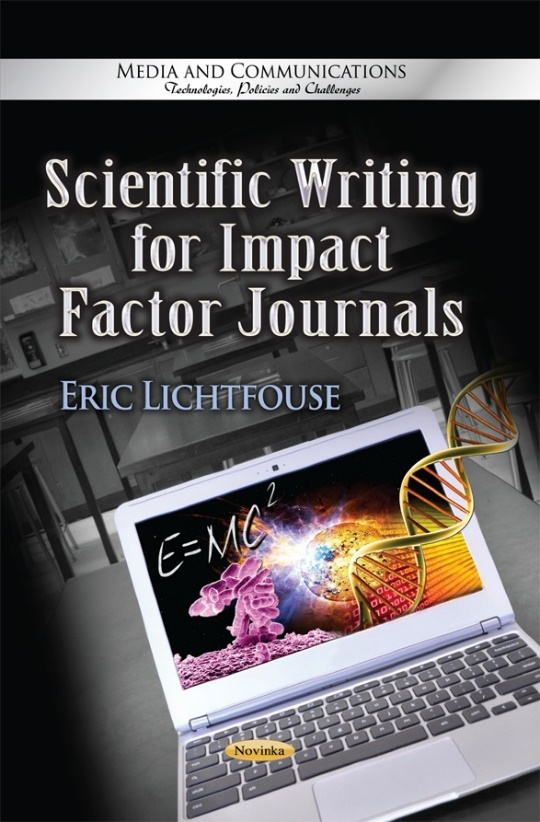 MEDIA AND COMMUNICATIONS
Technologies, Policies and Challenges
Scientific Writing
for Impact
Factor Journals
ERIC LICHTFOUSE
E=MC²
Novinka